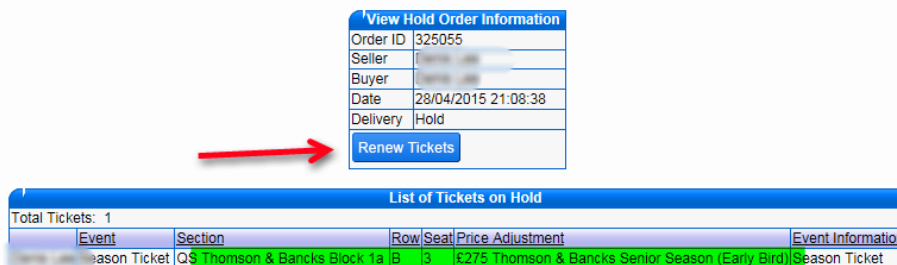 View Hold Order Information
Order ID 325055
Seller
Buyer
Date 28/04/2015 21:08:38
Delivery Hold
Renew Tickets
List of Tickets on Hold
Total Tickets: 1
Event Section Row Seat Price Adjustment Event Informatio
Season Ticket QS Thomson & Bancks Block 1a B 3 £275 Thomson & Bancks Senior Season (Early Bird) Season Ticket